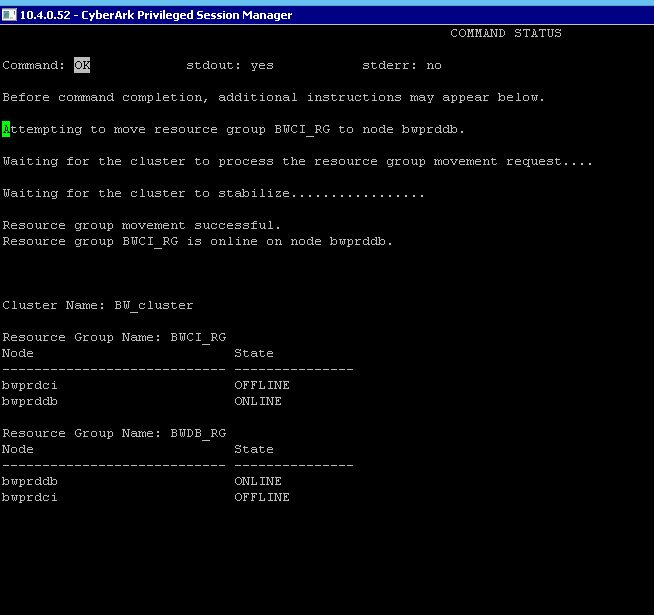 10.4.0.52 - CyberArk Privileged Session Manager
COMMAND STATUS
Command: OK stdout: yes stderr: no
Before command completion, additional instructions may appear below.
Attempting to move resource group BWCI_RG to node bwprddb.
Waiting for the cluster to process the resource group movement request....
Waiting for the cluster to stabilize.................
Resource group movement successful.
Resource group BWCI_RG is online on node bwprddb.
Cluster Name: BW_cluster
Resource Group Name: BWCI_RG
Node State
---------------------------- ---------------
bwprdci OFFLINE
bwprddb ONLINE
Resource Group Name: BWDB_RG
Node State
---------------------------- ---------------
bwprddb ONLINE
bwprdci OFFLINE